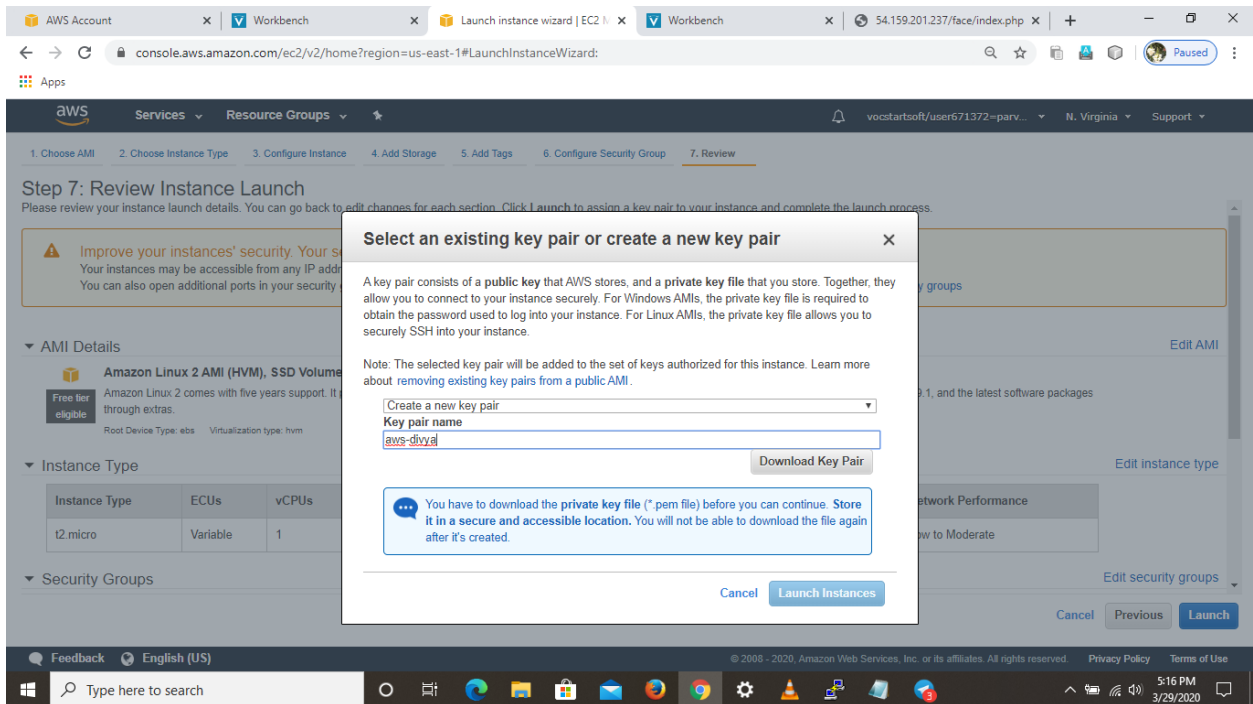 AWS Account
Workbench
Launch instance wizard | EC2 M
Workbench
54.159.201.237/face/index.php
console.aws.amazon.com/ec2/v2/home?region=us-east-1#LaunchInstanceWizard:
Paused
Apps
aws Services Resource Groups vocstartsoft/user671372=parv... N. Virginia Support
1. Choose AMI 2. Choose Instance Type 3. Configure Instance 4. Add Storage 5. Add Tags 6. Configure Security Group 7. Review
Step 7: Review Instance Launch
Please review your instance launch details. You can go back to edit changes for each section. Click Launch to assign a key pair to your instance and complete the launch process.
Improve your instances' security. Your
Your instances may be accessible from any IP addr
You can also open additional ports in your security groups
AMI Details
Edit AMI
Amazon Linux 2 AMI (HVM), SSD Volume
Free tier eligible
Amazon Linux 2 comes with five years support. It 9.1, and the latest software packages
through extras.
Root Device Type: ebs Virtualization type: hvm
Instance Type
Edit instance type
Instance Type ECUs vCPUs etwork Performance
t2.micro Variable 1 ow to Moderate
Security Groups
Edit security groups
Cancel Previous Launch
Select an existing key pair or create a new key pair
A key pair consists of a public key that AWS stores, and a private key file that you store. Together, they
allow you to connect to your instance securely. For Windows AMIs, the private key file is required to
obtain the password used to log into your instance. For Linux AMIs, the private key file allows you to
securely SSH into your instance.
Note: The selected key pair will be added to the set of keys authorized for this instance. Learn more
about removing existing key pairs from a public AMI.
Create a new key pair
Key pair name
aws-divya
Download Key Pair
You have to download the private key file (*.pem file) before you can continue. Store
it in a secure and accessible location. You will not be able to download the file again
after it's created.
Cancel Launch Instances
Feedback English (US) © 2008 - 2020, Amazon Web Services, Inc. or its affiliates. All rights reserved. Privacy Policy Terms of Use
Type here to search
5:16 PM
3/29/2020